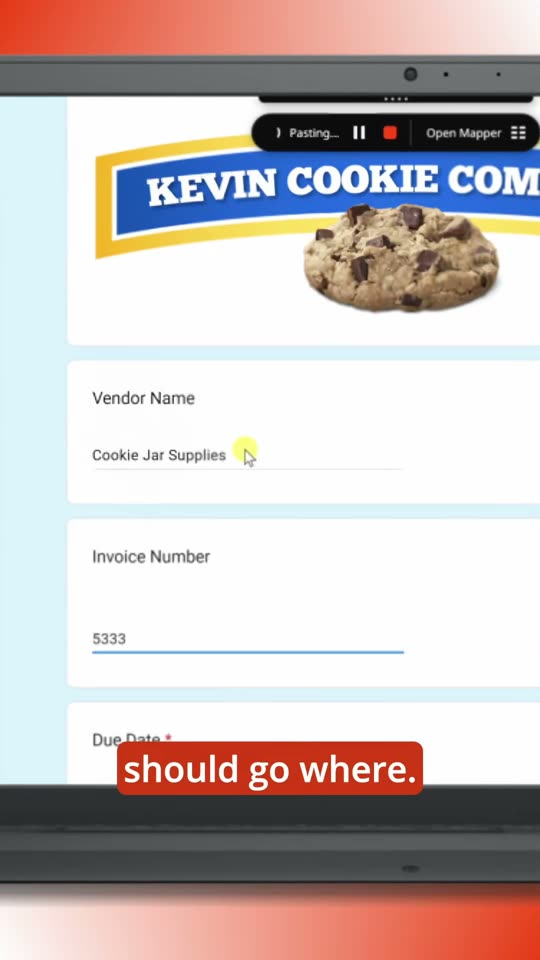 Pasting...
Open Mapper
KEVIN COOKIE COM
Vendor Name
Cookie Jar Supplies
Invoice Number
5333
Due Date *
should go where.